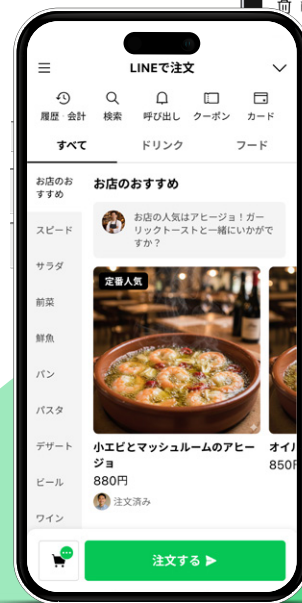 LINEで注文
履歴・会計 検索 呼び出し クーポン カード
すべて ドリンク フード
お店のお
すすめ
スピード
サラダ
前菜
鮮魚
パン
パスタ
デザート
ビール
ワイン
お店のおすすめ
お店の人気はアヒージョ！ガー
リックトーストと一緒にいかがで
すか？
定番人気
小エビとマッシュルームのアヒー
ジョ
880円
注文済み
オイル
850円
注文する